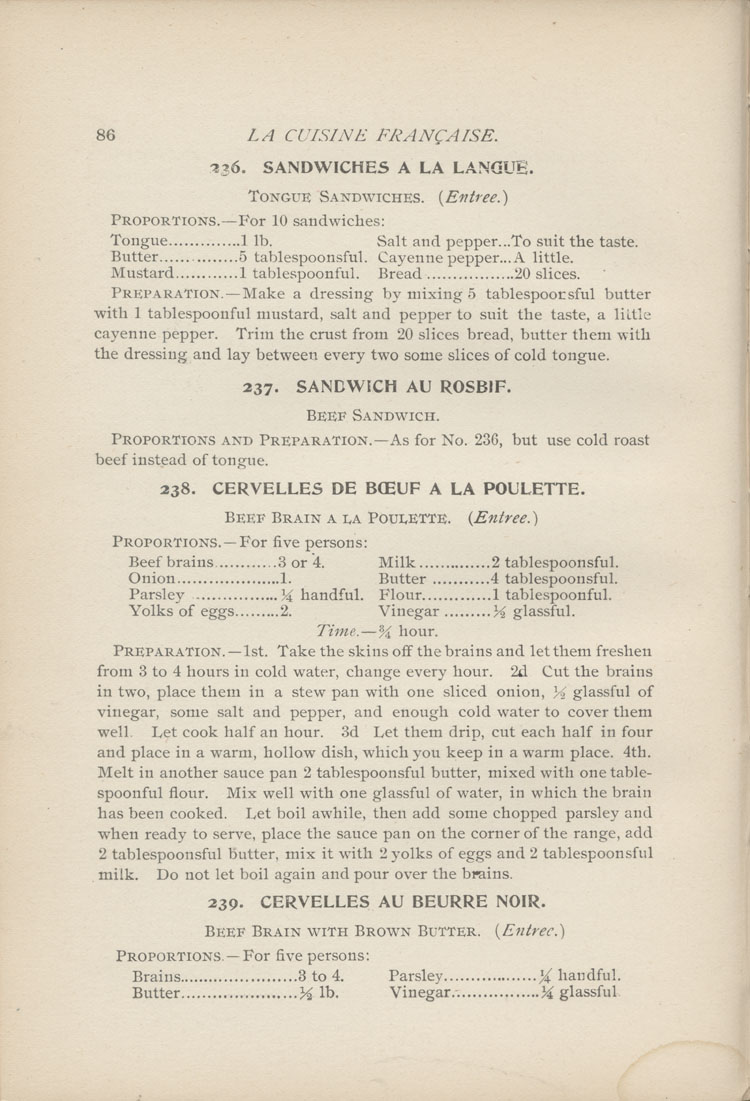 86 LA CUISINE FRANÇAISE.
236. SANDWICHES A LA LANGUE.
TONGUE SANDWICHES. (Entree.)
PROPORTIONS.—For 10 sandwiches:
Tongue..............1 lb. Salt and pepper...To suit the taste.
Butter..............5 tablespoonsful. Cayenne pepper...A little.
Mustard............1 tablespoonful. Bread .................20 slices.
PREPARATION.—Make a dressing by mixing 5 tablespoonsful butter
with 1 tablespoonful mustard, salt and pepper to suit the taste, a little
cayenne pepper. Trim the crust from 20 slices bread, butter them with
the dressing and lay between every two some slices of cold tongue.
237. SANDWICH AU ROSBIF.
BEEF SANDWICH.
PROPORTIONS AND PREPARATION.—As for No. 236, but use cold roast
beef instead of tongue.
238. CERVELLES DE BŒUF A LA POULETTE.
BEEF BRAIN A LA POULETTE. (Entree.)
PROPORTIONS.—For five persons:
Beef brains............3 or 4. Milk..............2 tablespoonsful.
Onion.....................1. Butter ...........4 tablespoonsful.
Parsley ................¼ handful. Flour.............1 tablespoonful.
Yolks of eggs.........2. Vinegar .........½ glassful.
Time.—¾ hour.
PREPARATION.—1st. Take the skins off the brains and let them freshen
from 3 to 4 hours in cold water, change every hour. 2d Cut the brains
in two, place them in a stew pan with one sliced onion, ½ glassful of
vinegar, some salt and pepper, and enough cold water to cover them
well. Let cook half an hour. 3d Let them drip, cut each half in four
and place in a warm, hollow dish, which you keep in a warm place. 4th.
Melt in another sauce pan 2 tablespoonsful butter, mixed with one table-
spoonful flour. Mix well with one glassful of water, in which the brain
has been cooked. Let boil awhile, then add some chopped parsley and
when ready to serve, place the sauce pan on the corner of the range, add
2 tablespoonsful butter, mix it with 2 yolks of eggs and 2 tablespoonsful
milk. Do not let boil again and pour over the brains.
239. CERVELLES AU BEURRE NOIR.
BEEF BRAIN WITH BROWN BUTTER. (Entree.)
PROPORTIONS.—For five persons:
Brains.......................3 to 4. Parsley..................¼ handful.
Butter.......................½ lb. Vinegar..................¼ glassful.